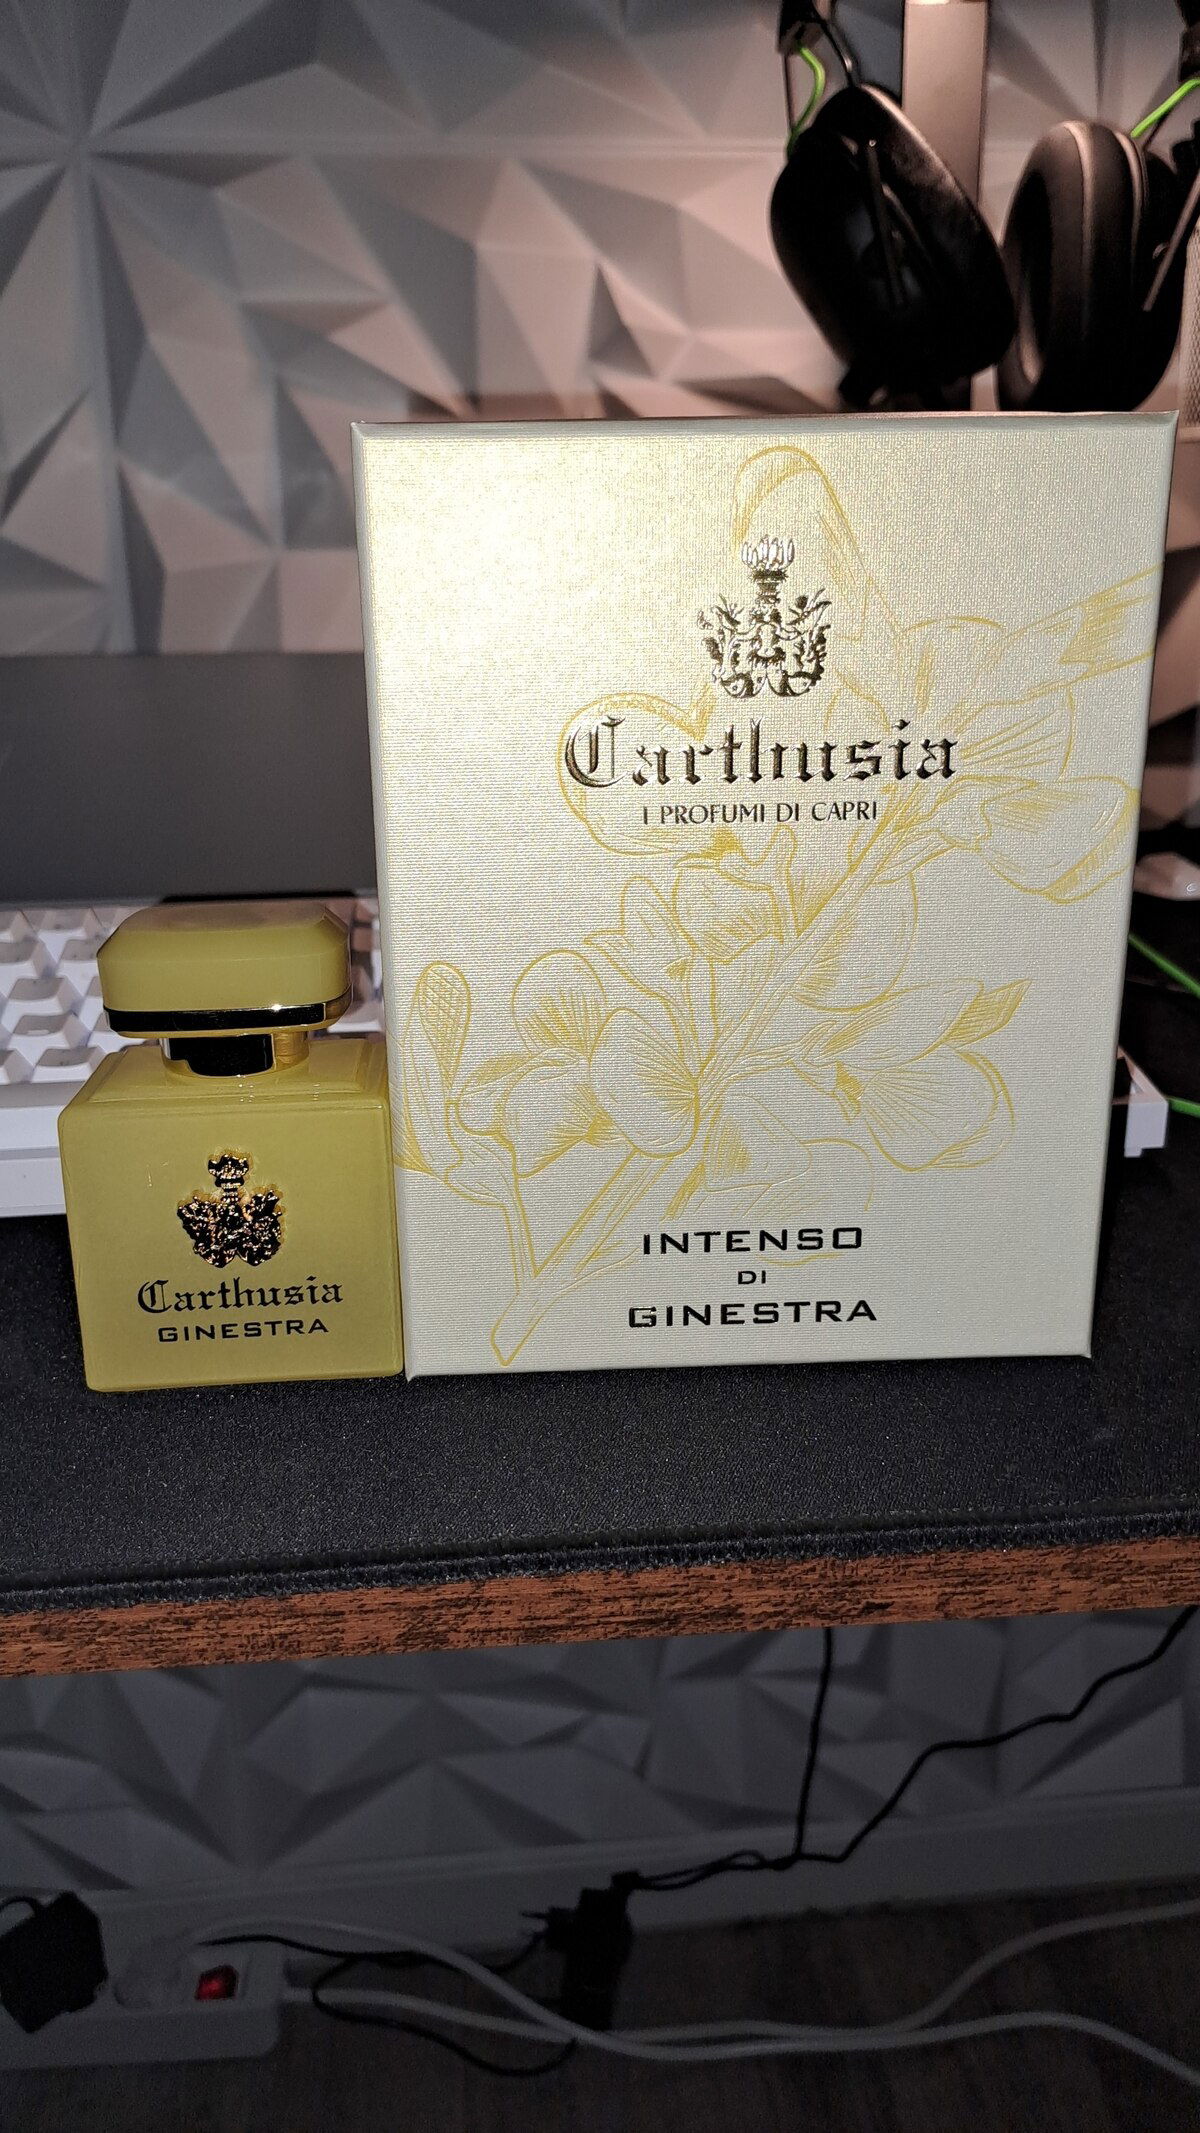 Carthusia
I PROFUMI DI CAPRI
INTENSO
DI
GINESTRA
Carthusia
GINESTRA